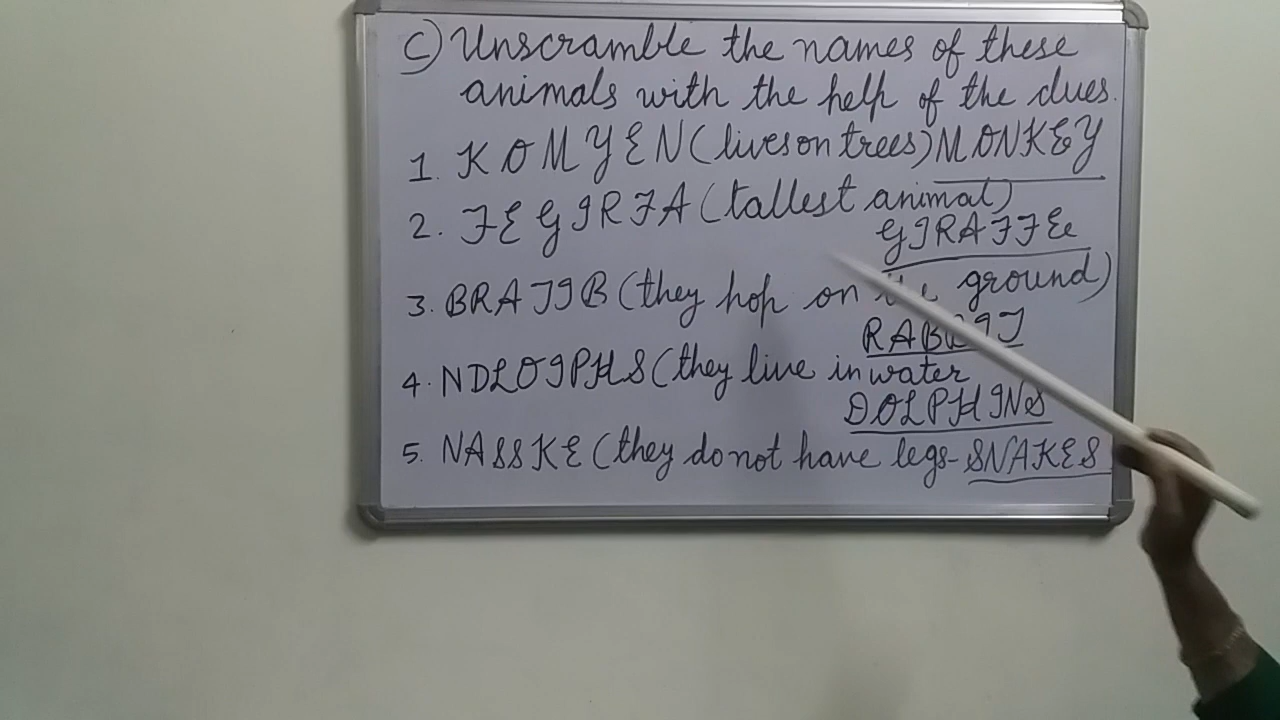 C) Unscramble the names of these
animals with the help of the clues.
1. KOMYEN (lives on trees) MONKEY
2. FEGIRFA (tallest animal)
GIRAFFEe
3. BRATIB (they hop on the ground)
RABBIT
4. NDLOIPHS (they live in water
DOLPHINS
5. NASSKE (they do not have legs- SNAKES